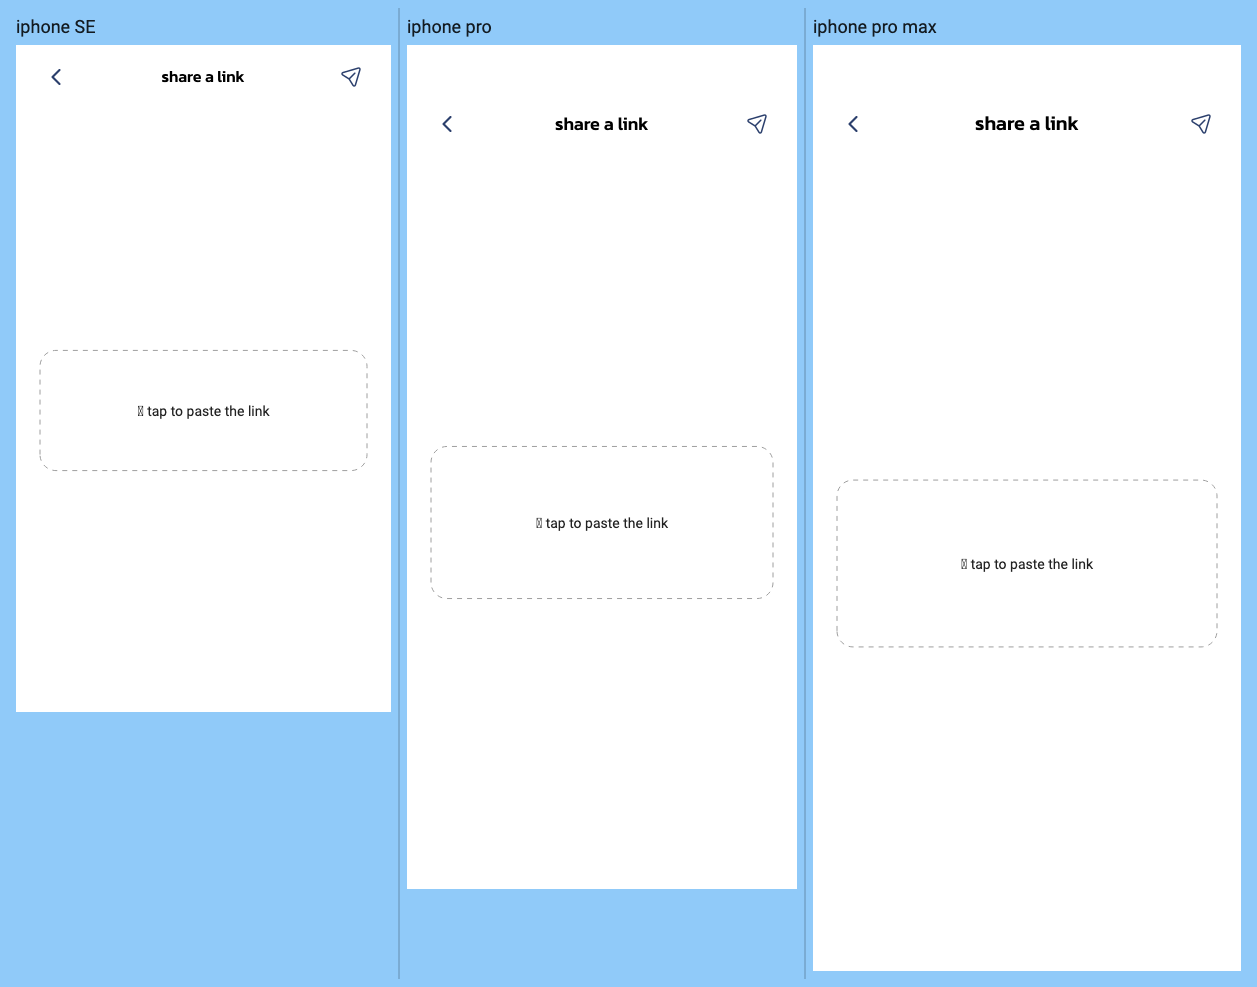 iphone SE
share a link
tap to paste the link
iphone pro
share a link
tap to paste the link
iphone pro max
share a link
tap to paste the link